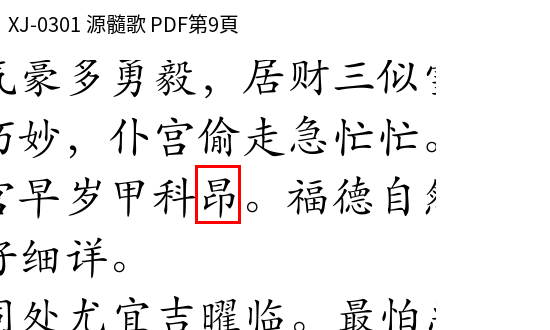 XJ-0301 源髓歌 PDF第9頁
豪多勇毅，居财三似
妙，仆宫偷走急忙忙。
早岁甲科昂。福德自然
细详。
处尤宜吉曜临。最怕